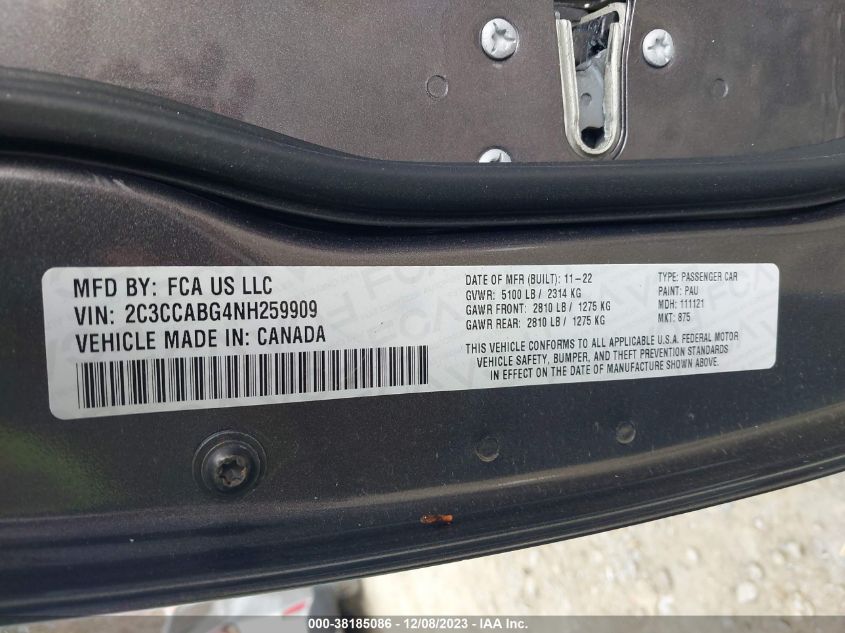 MFD BY: FCA US LLC
VIN: 2C3CCABG4NH259909
VEHICLE MADE IN: CANADA
DATE OF MFR (BUILT): 11-22
GVWR: 5100 LB / 2314 KG
GAWR FRONT: 2810 LB / 1275 KG
GAWR REAR: 2810 LB / 1275 KG
TYPE: PASSENGER CAR
PAINT: PAU
MDH: 111121
MKT: 875
THIS VEHICLE CONFORMS TO ALL APPLICABLE U.S.A. FEDERAL MOTOR
VEHICLE SAFETY, BUMPER, AND THEFT PREVENTION STANDARDS
IN EFFECT ON THE DATE OF MANUFACTURE SHOWN ABOVE.
000-38185086 - 12/08/2023 - IAA Inc.